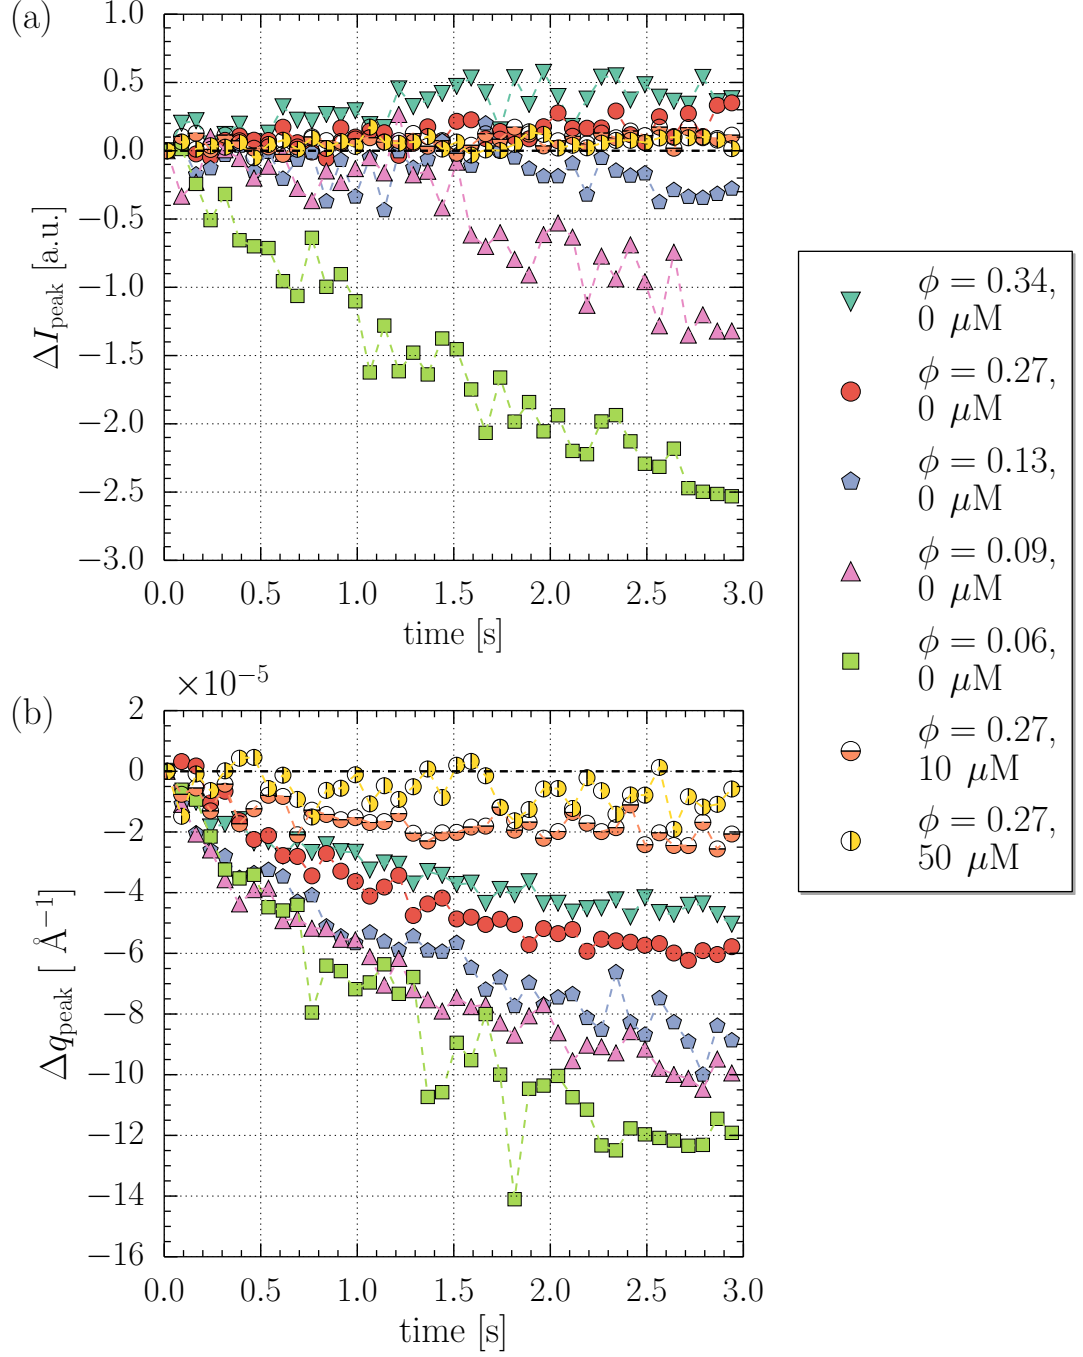 (a)
1.0
0.5
0.0
−0.5
−1.0
−1.5
−2.0
−2.5
−3.0
ΔI_peak [a.u.]
0.0 0.5 1.0 1.5 2.0 2.5 3.0
time [s]
(b)
×10⁻⁵
2
0
−2
−4
−6
−8
−10
−12
−14
−16
Δq_peak [ Å⁻¹]
0.0 0.5 1.0 1.5 2.0 2.5 3.0
time [s]
ϕ = 0.34,
0 μM
ϕ = 0.27,
0 μM
ϕ = 0.13,
0 μM
ϕ = 0.09,
0 μM
ϕ = 0.06,
0 μM
ϕ = 0.27,
10 μM
ϕ = 0.27,
50 μM